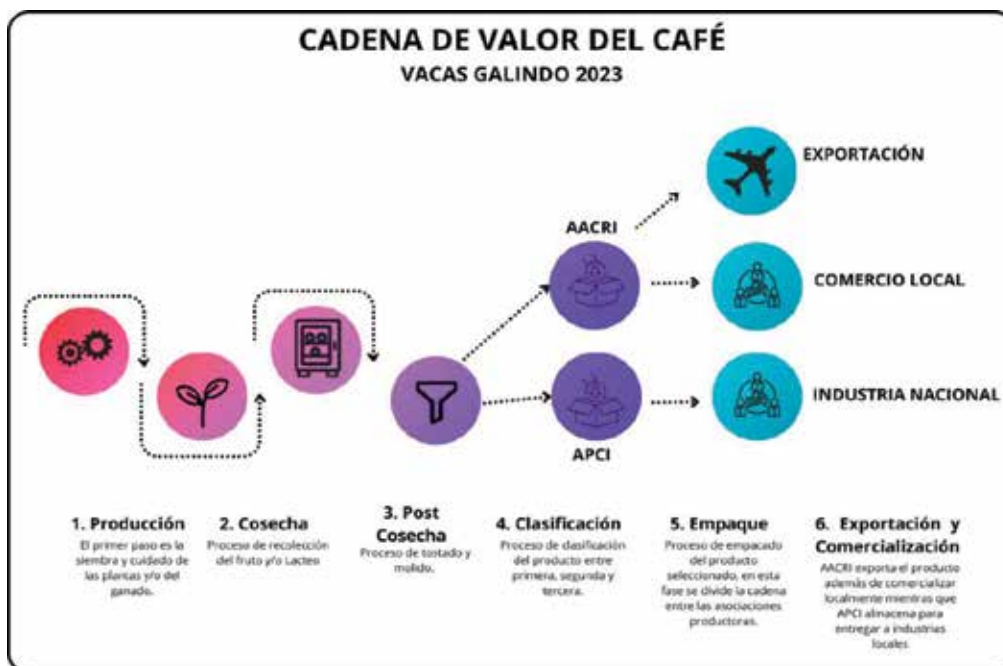 CADENA DE VALOR DEL CAFÉ
VACAS GALINDO 2023
EXPORTACIÓN
AACRI
COMERCIO LOCAL
INDUSTRIA NACIONAL
APCI
1. Producción
El primer paso es la
siembra y cuidado de
las plantas y/o del
ganado.
2. Cosecha
Proceso de recolección
del fruto y/o Lacteo
3. Post
Cosecha
Proceso de tostado y
molido.
4. Clasificación
Proceso de clasificación
del producto entre
primera, segunda y
tercera.
5. Empaque
Proceso de empacado
del producto
seleccionado, en esta
fase se divide la cadena
entre las asociaciones
productoras.
6. Exportación y
Comercialización
AACRI exporta el producto
además de comercializar
localmente mientras que
APCI almacena para
entregar a industrias
locales